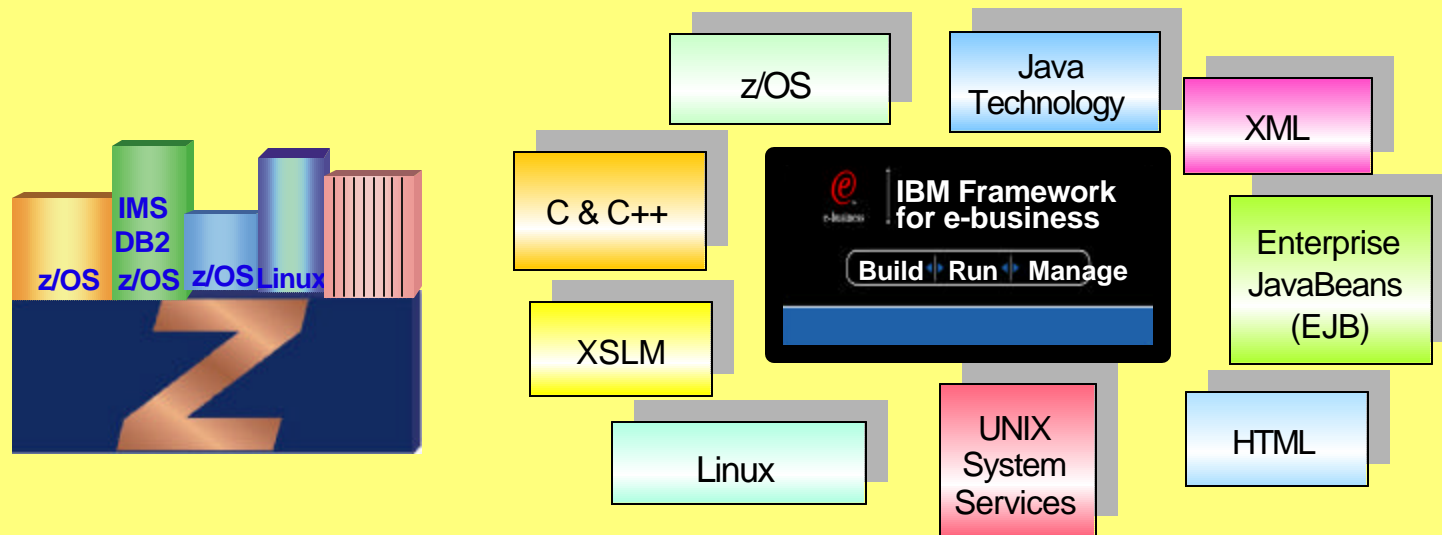 IMS
DB2
z/OS
z/OS
z/OS
Linux
z/OS
Java
Technology
XML
C & C++
e
e-business
IBM Framework
for e-business
Build Run Manage
Enterprise
JavaBeans
(EJB)
XSLM
Linux
UNIX
System
Services
HTML
Z